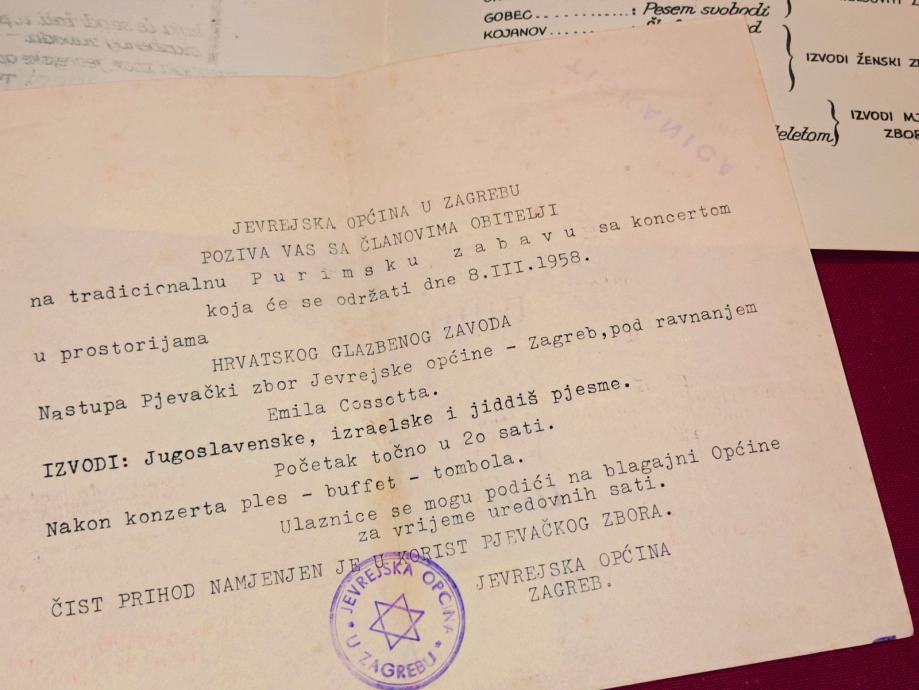 GOBEC..........: Pesem svobodi
KOJANOV.....
IZVODI ŽENSKI
IZVODI
ZBOR
JEVREJSKA OPĆINA U ZAGREBU
POZIVA VAS SA ČLANOVIMA OBITELJI
na tradicionalnu P u r i m s k u z a b a v u sa koncertom
koja će se održati dne 8.III.1958.
u prostorijama
HRVATSKOG GLAZBENOG ZAVODA
Nastupa Pjevački zbor Jevrejske općine - Zagreb,pod ravnanjem
Emila Cossetta.
IZVODI: Jugoslavenske, izraelske i jiddiš pjesme.
Početak točno u 2o sati.
Nakon konzerta ples - buffet - tombola.
Ulaznice se mogu podići na blagajni Općine
za vrijeme uredovnih sati.
ČIST PRIHOD NAMJENJEN JE U KORIST PJEVAČKOG ZBORA.
JEVREJSKA OPĆINA
ZAGREB.
JEVREJSKA OPĆINA
U ZAGREBU